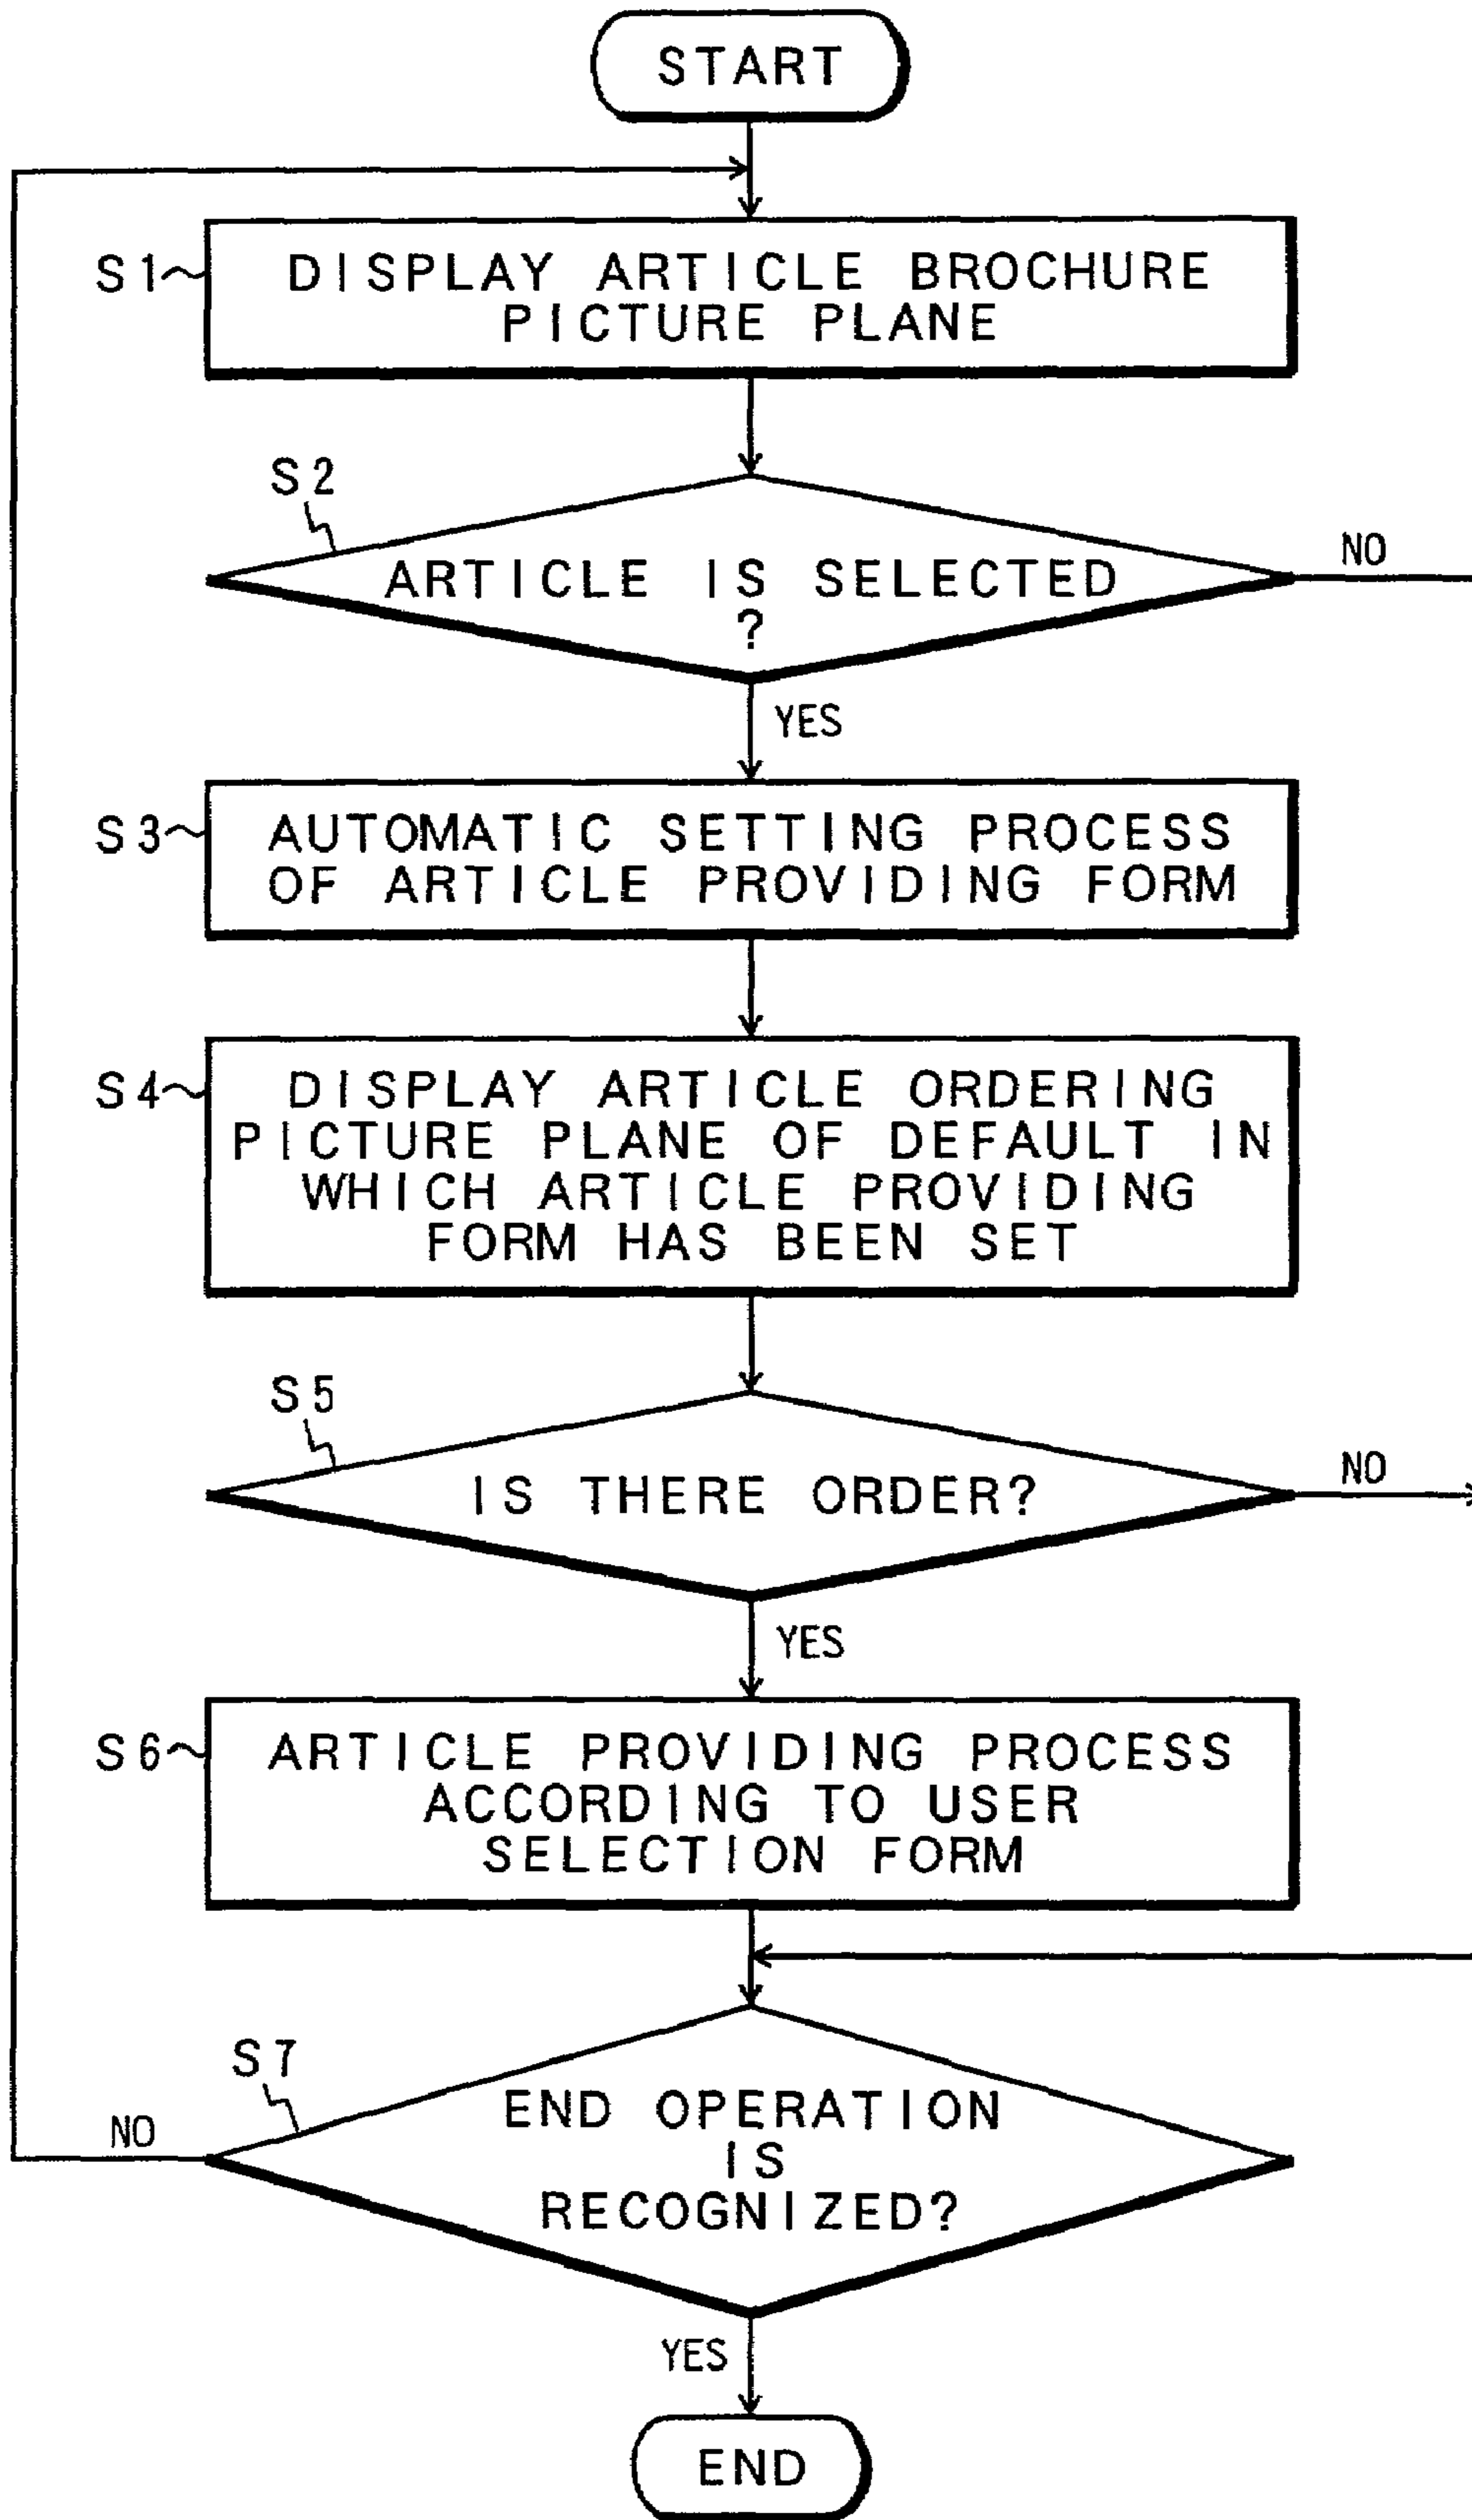 START
S1
DISPLAY ARTICLE BROCHURE
PICTURE PLANE
S2
ARTICLE IS SELECTED
?
NO
YES
S3
AUTOMATIC SETTING PROCESS
OF ARTICLE PROVIDING FORM
S4
DISPLAY ARTICLE ORDERING
PICTURE PLANE OF DEFAULT IN
WHICH ARTICLE PROVIDING
FORM HAS BEEN SET
S5
IS THERE ORDER?
NO
YES
S6
ARTICLE PROVIDING PROCESS
ACCORDING TO USER
SELECTION FORM
S7
END OPERATION
IS
RECOGNIZED?
NO
YES
END